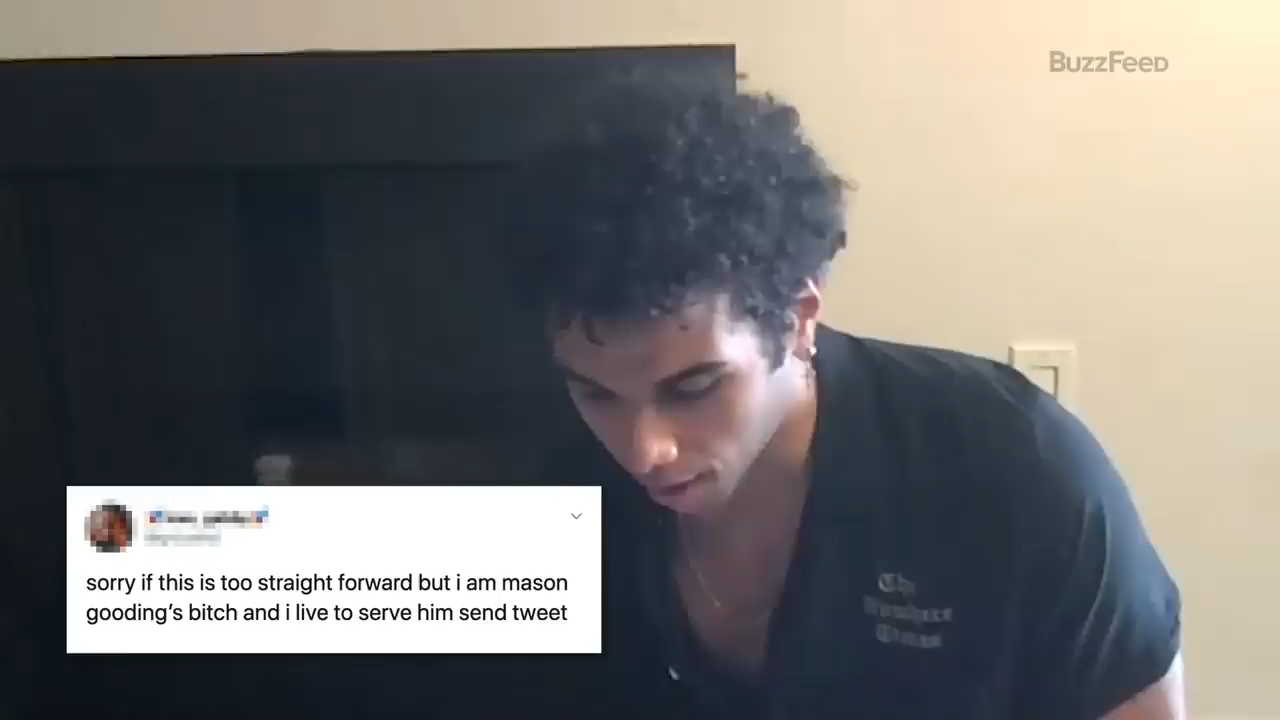 BuzzFeed
sorry if this is too straight forward but i am mason
gooding's bitch and i live to serve him send tweet
The